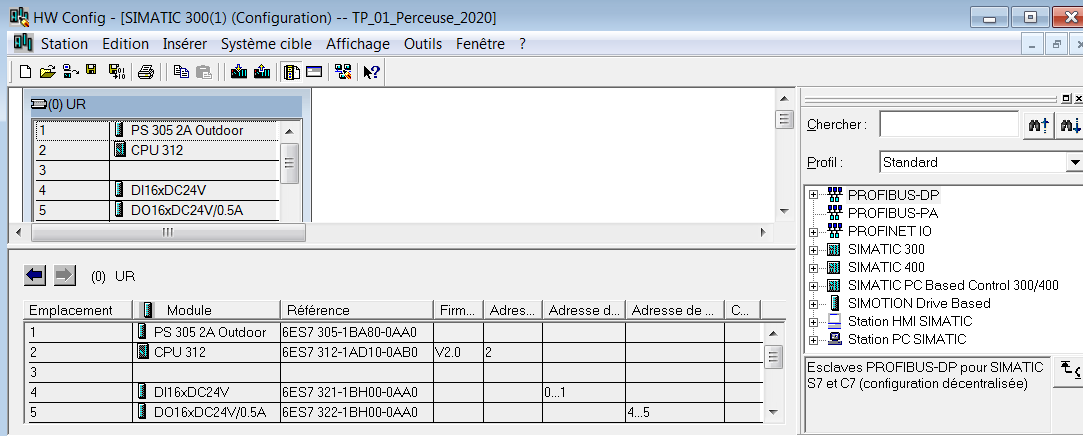 HW Config - [SIMATIC 300(1) (Configuration) -- TP_01_Perceuse_2020]
Station Edition Insérer Système cible Affichage Outils Fenêtre ?
(0) UR
1 PS 305 2A Outdoor
2 CPU 312
3
4 DI16xDC24V
5 DO16xDC24V/0.5A
Chercher :
Profil : Standard
PROFIBUS-DP
PROFIBUS-PA
PROFINET IO
SIMATIC 300
SIMATIC 400
SIMATIC PC Based Control 300/400
SIMOTION Drive Based
Station HMI SIMATIC
Station PC SIMATIC
Esclaves PROFIBUS-DP pour SIMATIC
S7 et C7 (configuration décentralisée)
(0) UR
Emplacement Module Référence Firm... Adres... Adresse d... Adresse de ... C...
1 PS 305 2A Outdoor 6ES7 305-1BA80-0AA0
2 CPU 312 6ES7 312-1AD10-0AB0 V2.0 2
3
4 DI16xDC24V 6ES7 321-1BH00-0AA0 0...1
5 DO16xDC24V/0.5A 6ES7 322-1BH00-0AA0 4...5